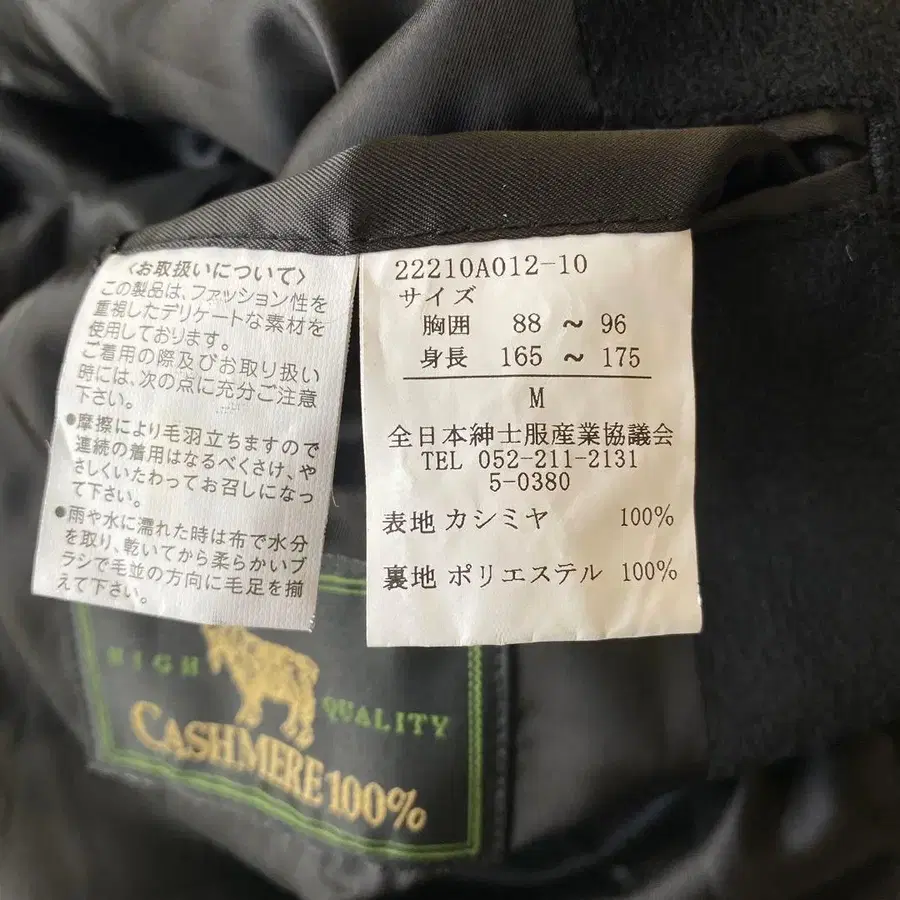 〈お取扱いについて〉
この製品は、ファッション性を
重視したデリケートな素材を
使用しております。
ご着用の際及びお取り扱い
時には、次の点に充分ご注意
下さい。
●摩擦により毛羽立ちますので
連続の着用はなるべくさけ、や
さしくいたわってお召しになっ
て下さい。
●雨や水に濡れた時は布で水分
を取り、乾いてから柔らかいブ
ラシで毛並の方向に毛足を揃
えて下さい。
22210A012-10
サイズ
胸囲 88 ～ 96
身長 165 ～ 175
M
全日本紳士服産業協議会
TEL 052-211-2131
5-0380
表地 カシミヤ 100%
裏地 ポリエステル 100%
HIGH QUALITY
CASHMERE 100%